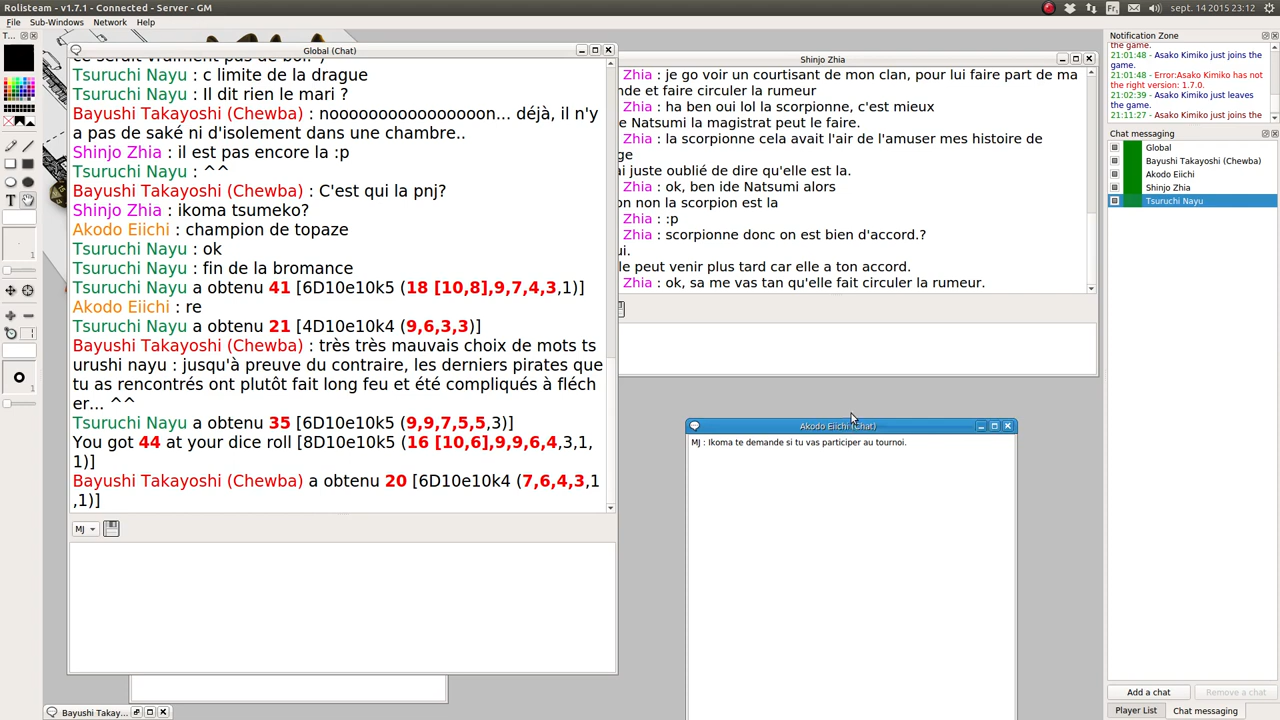 Rolisteam - v1.7.1 - Connected - Server - GM
Fr,
sept. 14 2015 23:12
File Sub-Windows Network Help
T...
Global (Chat)
Tsuruchi Nayu : c limite de la drague
Tsuruchi Nayu : Il dit rien le mari ?
Bayushi Takayoshi (Chewba) : nooooooooooooooooon... déjà, il n'y
a pas de saké ni d'isolement dans une chambre..
Shinjo Zhia : il est pas encore la :p
Tsuruchi Nayu : ^^
Bayushi Takayoshi (Chewba) : C'est qui la pnj?
Shinjo Zhia : ikoma tsumeko?
Akodo Eiichi : champion de topaze
Tsuruchi Nayu : ok
Tsuruchi Nayu : fin de la bromance
Tsuruchi Nayu a obtenu 41 [6D10e10k5 (18 [10,8],9,7,4,3,1)]
Akodo Eiichi : re
Tsuruchi Nayu a obtenu 21 [4D10e10k4 (9,6,3,3)]
Bayushi Takayoshi (Chewba) : très très mauvais choix de mots ts
urushi nayu : jusqu'à preuve du contraire, les derniers pirates que
tu as rencontrés ont plutôt fait long feu et été compliqués à fléch
er... ^^
Tsuruchi Nayu a obtenu 35 [6D10e10k5 (9,9,7,5,5,3)]
You got 44 at your dice roll [8D10e10k5 (16 [10,6],9,9,6,4,3,1,
1)]
Bayushi Takayoshi (Chewba) a obtenu 20 [6D10e10k4 (7,6,4,3,1
,1)]
MJ
Bayushi Takay...
Shinjo Zhia
Zhia : je go voir un courtisant de mon clan, pour lui faire part de ma
nde et faire circuler la rumeur
Zhia : ha ben oui lol la scorpionne, c'est mieux
e Natsumi la magistrat peut le faire.
Zhia : la scorpionne cela avait l'air de l'amuser mes histoire de
ge
ai juste oublié de dire qu'elle est la.
Zhia : ok, ben ide Natsumi alors
on non la scorpion est la
Zhia : :p
Zhia : scorpionne donc on est bien d'accord.?
ui.
le peut venir plus tard car elle a ton accord.
Zhia : ok, sa me vas tan qu'elle fait circuler la rumeur.
Akodo Eiichi (Chat)
MJ : Ikoma te demande si tu vas participer au tournoi.
Notification Zone
the game.
21:01:48 - Asako Kimiko just joins the
game.
21:01:48 - Error:Asako Kimiko has not
the right version: 1.7.0.
21:02:39 - Asako Kimiko just leaves
the game.
21:11:27 - Asako Kimiko just joins the
Chat messaging
Global
Bayushi Takayoshi (Chewba)
Akodo Eiichi
Shinjo Zhia
Tsuruchi Nayu
Add a chat
Remove a chat
Player List
Chat messaging